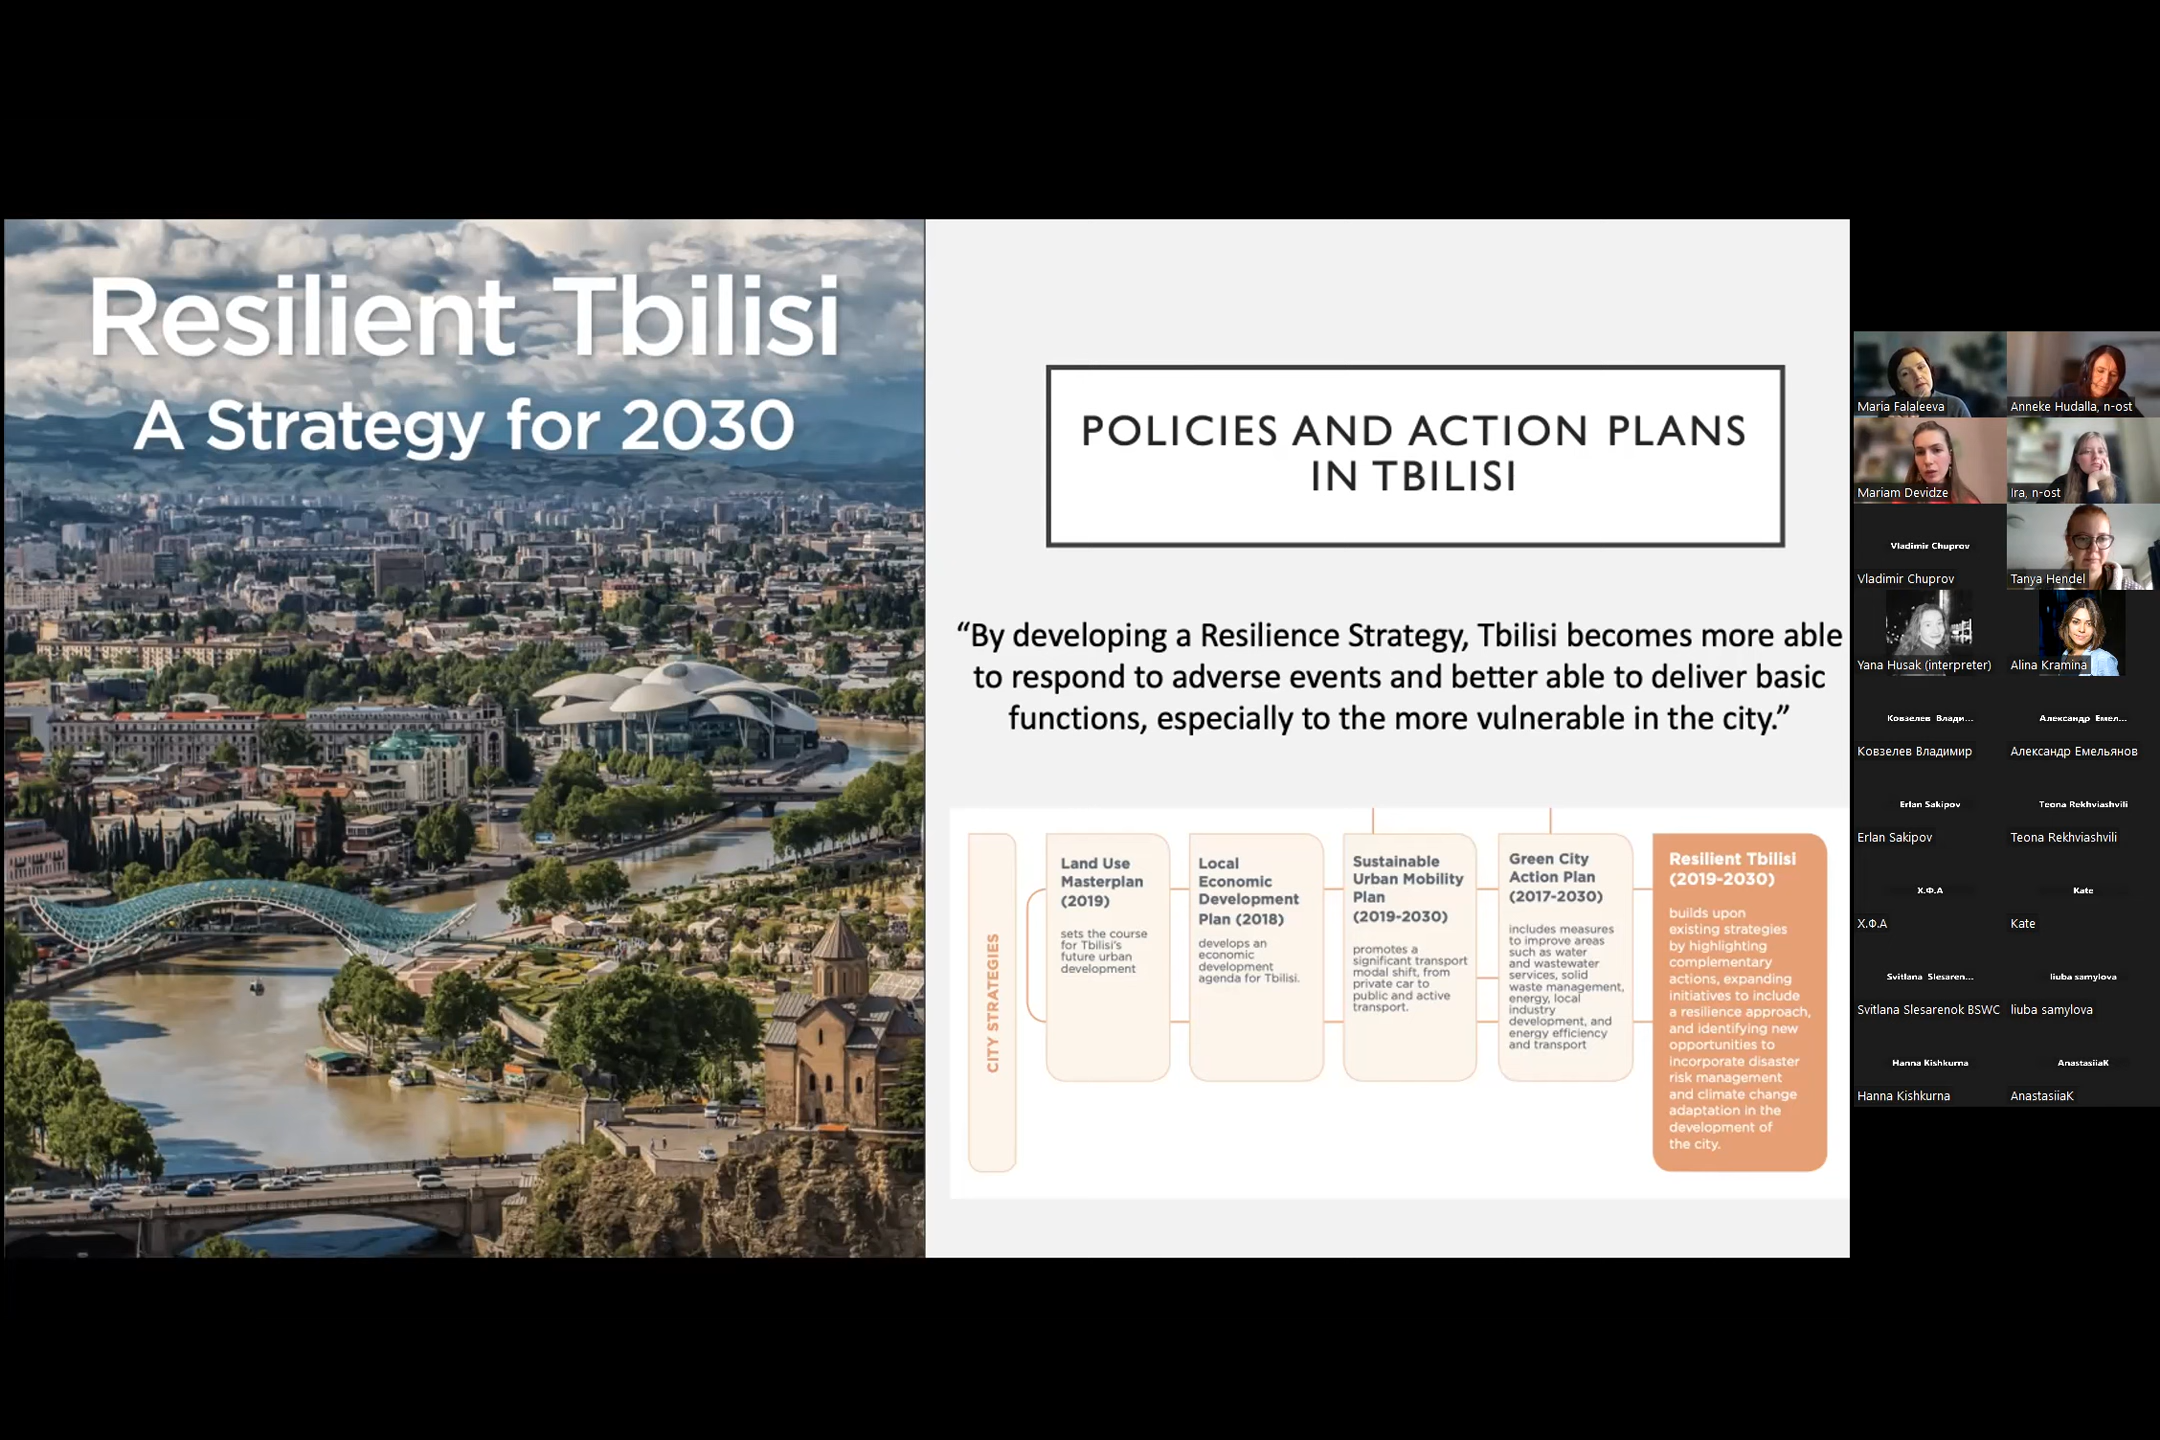 Resilient Tbilisi
A Strategy for 2030
POLICIES AND ACTION PLANS
IN TBILISI
“By developing a Resilience Strategy, Tbilisi becomes more able
to respond to adverse events and better able to deliver basic
functions, especially to the more vulnerable in the city.”
CITY STRATEGIES
Land Use
Masterplan
(2019)
sets the course
for Tbilisi's
future urban
development
Local
Economic
Development
Plan (2018)
develops an
economic
development
agenda for Tbilisi.
Sustainable
Urban Mobility
Plan
(2019-2030)
promotes a
significant transport
modal shift, from
private car to
public and active
transport.
Green City
Action Plan
(2017-2030)
includes measures
to improve areas
such as water
and wastewater
services, solid
waste management,
energy, local
industry
development, and
energy efficiency
and transport
Resilient Tbilisi
(2019-2030)
builds upon
existing strategies
by highlighting
complementary
actions, expanding
initiatives to include
a resilience approach,
and identifying new
opportunities to
incorporate disaster
risk management
and climate change
adaptation in the
development of
the city.
Maria Falaleeva
Anneke Hudalla, n-ost
Mariam Devidze
Ira, n-ost
Vladimir Chuprov
Vladimir Chuprov
Tanya Hendel
Yana Husak (interpreter)
Alina Kramina
Ковзелев Влади...
Ковзелев Владимир
Александр Емел...
Александр Емельянов
Erlan Sakipov
Erlan Sakipov
Teona Rekhviashvili
Teona Rekhviashvili
Х.Ф.А
Х.Ф.А
Kate
Kate
Svitlana Slesaren...
Svitlana Slesarenok BSWC
liuba samylova
liuba samylova
Hanna Kishkurna
Hanna Kishkurna
AnastasiiaK
AnastasiiaK